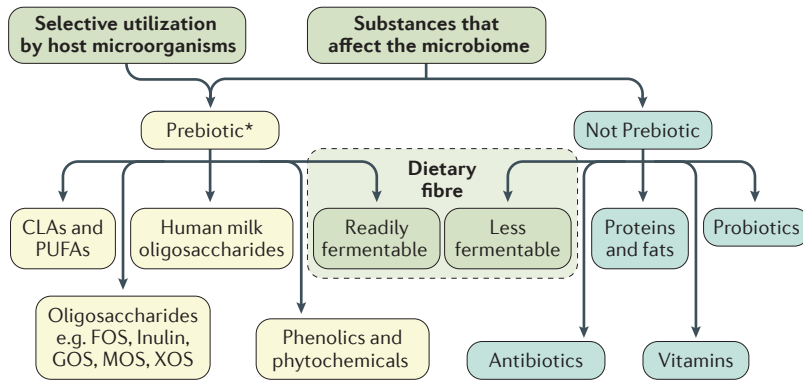 Selective utilization
by host microorganisms
Substances that
affect the microbiome
Prebiotic*
Not Prebiotic
Dietary
fibre
CLAs and
PUFAs
Human milk
oligosaccharides
Readily
fermentable
Less
fermentable
Proteins
and fats
Probiotics
Oligosaccharides
e.g. FOS, Inulin,
GOS, MOS, XOS
Phenolics and
phytochemicals
Antibiotics
Vitamins